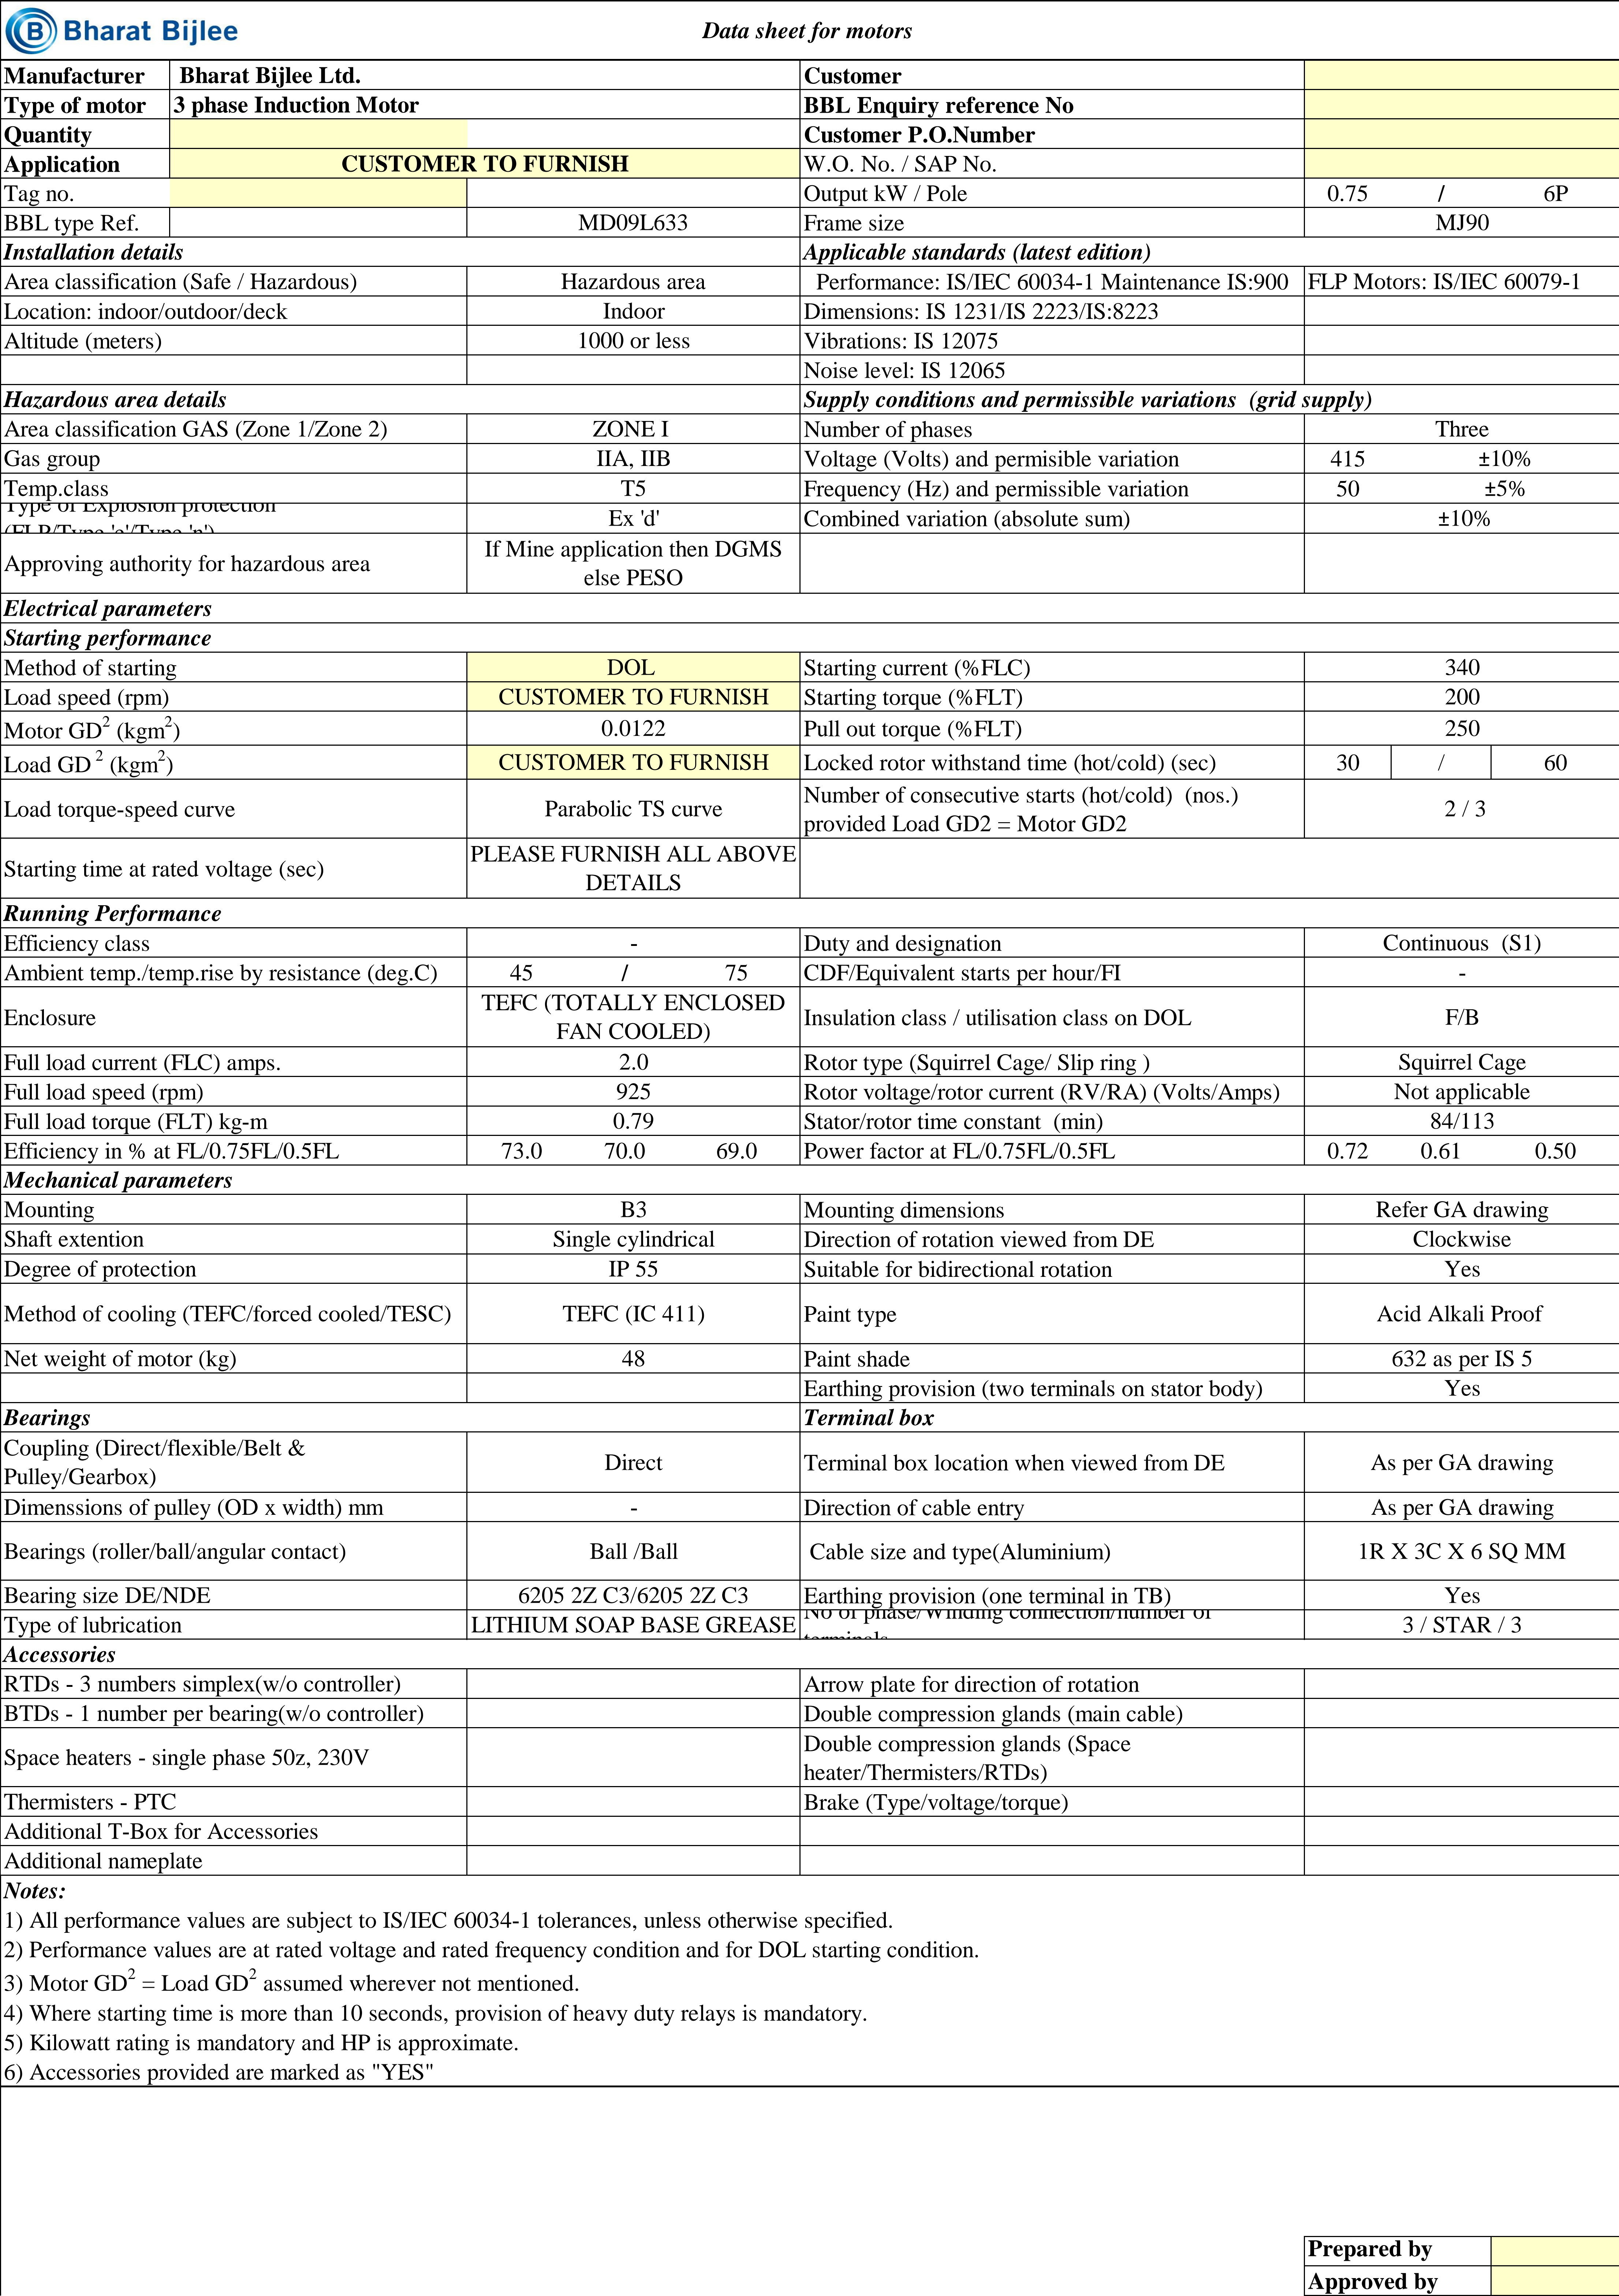 B Bharat Bijlee
Data sheet for motors
Manufacturer Bharat Bijlee Ltd. Customer
Type of motor 3 phase Induction Motor BBL Enquiry reference No
Quantity Customer P.O.Number
Application CUSTOMER TO FURNISH W.O. No. / SAP No.
Tag no. Output kW / Pole 0.75 / 6P
BBL type Ref. MD09L633 Frame size MJ90
Installation details Applicable standards (latest edition)
Area classification (Safe / Hazardous) Hazardous area Performance: IS/IEC 60034-1 Maintenance IS:900 FLP Motors: IS/IEC 60079-1
Location: indoor/outdoor/deck Indoor Dimensions: IS 1231/IS 2223/IS:8223
Altitude (meters) 1000 or less Vibrations: IS 12075
Noise level: IS 12065
Hazardous area details Supply conditions and permissible variations (grid supply)
Area classification GAS (Zone 1/Zone 2) ZONE I Number of phases Three
Gas group IIA, IIB Voltage (Volts) and permisible variation 415 ±10%
Temp.class T5 Frequency (Hz) and permissible variation 50 ±5%
Type of Explosion protection
(FLP/Type 'e'/Type 'n') Ex 'd' Combined variation (absolute sum) ±10%
Approving authority for hazardous area If Mine application then DGMS
else PESO
Electrical parameters
Starting performance
Method of starting DOL Starting current (%FLC) 340
Load speed (rpm) CUSTOMER TO FURNISH Starting torque (%FLT) 200
Motor GD² (kgm²) 0.0122 Pull out torque (%FLT) 250
Load GD ² (kgm²) CUSTOMER TO FURNISH Locked rotor withstand time (hot/cold) (sec) 30 / 60
Load torque-speed curve Parabolic TS curve Number of consecutive starts (hot/cold) (nos.)
provided Load GD2 = Motor GD2 2 / 3
Starting time at rated voltage (sec) PLEASE FURNISH ALL ABOVE
DETAILS
Running Performance
Efficiency class - Duty and designation Continuous (S1)
Ambient temp./temp.rise by resistance (deg.C) 45 / 75 CDF/Equivalent starts per hour/FI -
Enclosure TEFC (TOTALLY ENCLOSED
FAN COOLED) Insulation class / utilisation class on DOL F/B
Full load current (FLC) amps. 2.0 Rotor type (Squirrel Cage/ Slip ring ) Squirrel Cage
Full load speed (rpm) 925 Rotor voltage/rotor current (RV/RA) (Volts/Amps) Not applicable
Full load torque (FLT) kg-m 0.79 Stator/rotor time constant (min) 84/113
Efficiency in % at FL/0.75FL/0.5FL 73.0 70.0 69.0 Power factor at FL/0.75FL/0.5FL 0.72 0.61 0.50
Mechanical parameters
Mounting B3 Mounting dimensions Refer GA drawing
Shaft extention Single cylindrical Direction of rotation viewed from DE Clockwise
Degree of protection IP 55 Suitable for bidirectional rotation Yes
Method of cooling (TEFC/forced cooled/TESC) TEFC (IC 411) Paint type Acid Alkali Proof
Net weight of motor (kg) 48 Paint shade 632 as per IS 5
Earthing provision (two terminals on stator body) Yes
Bearings Terminal box
Coupling (Direct/flexible/Belt &
Pulley/Gearbox) Direct Terminal box location when viewed from DE As per GA drawing
Dimenssions of pulley (OD x width) mm - Direction of cable entry As per GA drawing
Bearings (roller/ball/angular contact) Ball /Ball Cable size and type(Aluminium) 1R X 3C X 6 SQ MM
Bearing size DE/NDE 6205 2Z C3/6205 2Z C3 Earthing provision (one terminal in TB) Yes
Type of lubrication LITHIUM SOAP BASE GREASE No of phase/Winding connection/number of
terminals 3 / STAR / 3
Accessories
RTDs - 3 numbers simplex(w/o controller) Arrow plate for direction of rotation
BTDs - 1 number per bearing(w/o controller) Double compression glands (main cable)
Space heaters - single phase 50z, 230V Double compression glands (Space
heater/Thermisters/RTDs)
Thermisters - PTC Brake (Type/voltage/torque)
Additional T-Box for Accessories
Additional nameplate
Notes:
1) All performance values are subject to IS/IEC 60034-1 tolerances, unless otherwise specified.
2) Performance values are at rated voltage and rated frequency condition and for DOL starting condition.
3) Motor GD² = Load GD² assumed wherever not mentioned.
4) Where starting time is more than 10 seconds, provision of heavy duty relays is mandatory.
5) Kilowatt rating is mandatory and HP is approximate.
6) Accessories provided are marked as "YES"
Prepared by
Approved by